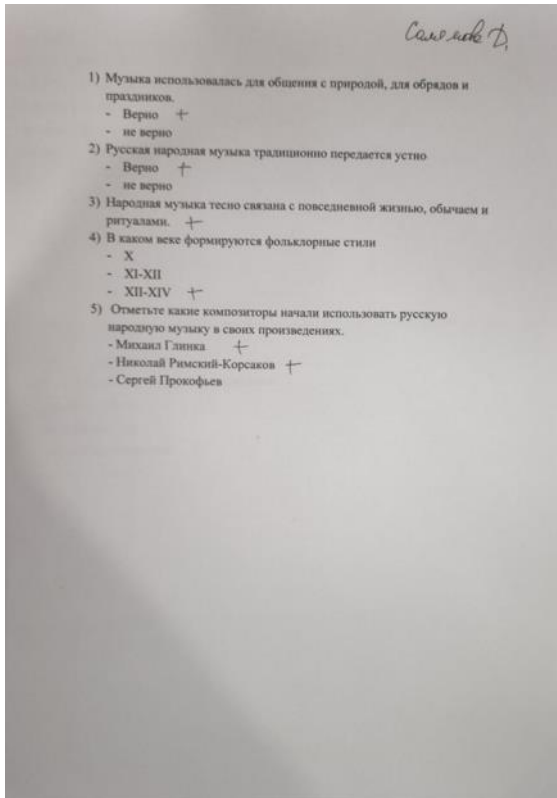 Д.
1) Музыка использовалась для общения с природой, для обрядов и
праздников.
- Верно +
- не верно
2) Русская народная музыка традиционно передается устно
- Верно +
- не верно
3) Народная музыка тесно связана с повседневной жизнью, обычаем и
ритуалами. +
4) В каком веке формируются фольклорные стили
- X
- XI-XII
- XII-XIV +
5) Отметьте какие композиторы начали использовать русскую
народную музыку в своих произведениях.
- Михаил Глинка +
- Николай Римский-Корсаков +
- Сергей Прокофьев